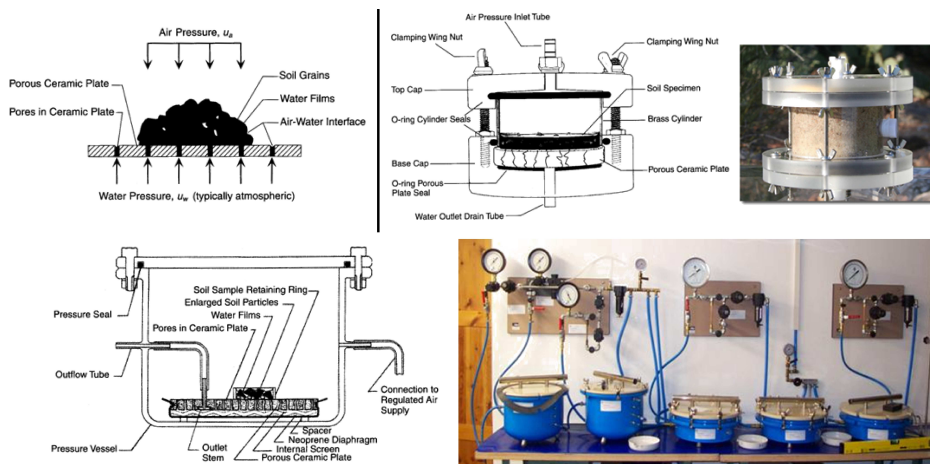 Air Pressure, ua
Porous Ceramic Plate
Pores in Ceramic Plate
Soil Grains
Water Films
Air-Water Interface
Water Pressure, uw (typically atmospheric)
Air Pressure Inlet Tube
Clamping Wing Nut
Clamping Wing Nut
Top Cap
Soil Specimen
O-ring Cylinder Seals
Brass Cylinder
Base Cap
Porous Ceramic Plate
O-ring Porous
Plate Seal
Water Outlet Drain Tube
Soil Sample Retaining Ring
Enlarged Soil Particles
Water Films
Pores in Ceramic Plate
Pressure Seal
Outflow Tube
Connection to
Regulated Air
Supply
Pressure Vessel
Outlet
Stem
Spacer
Neoprene Diaphragm
Internal Screen
Porous Ceramic Plate